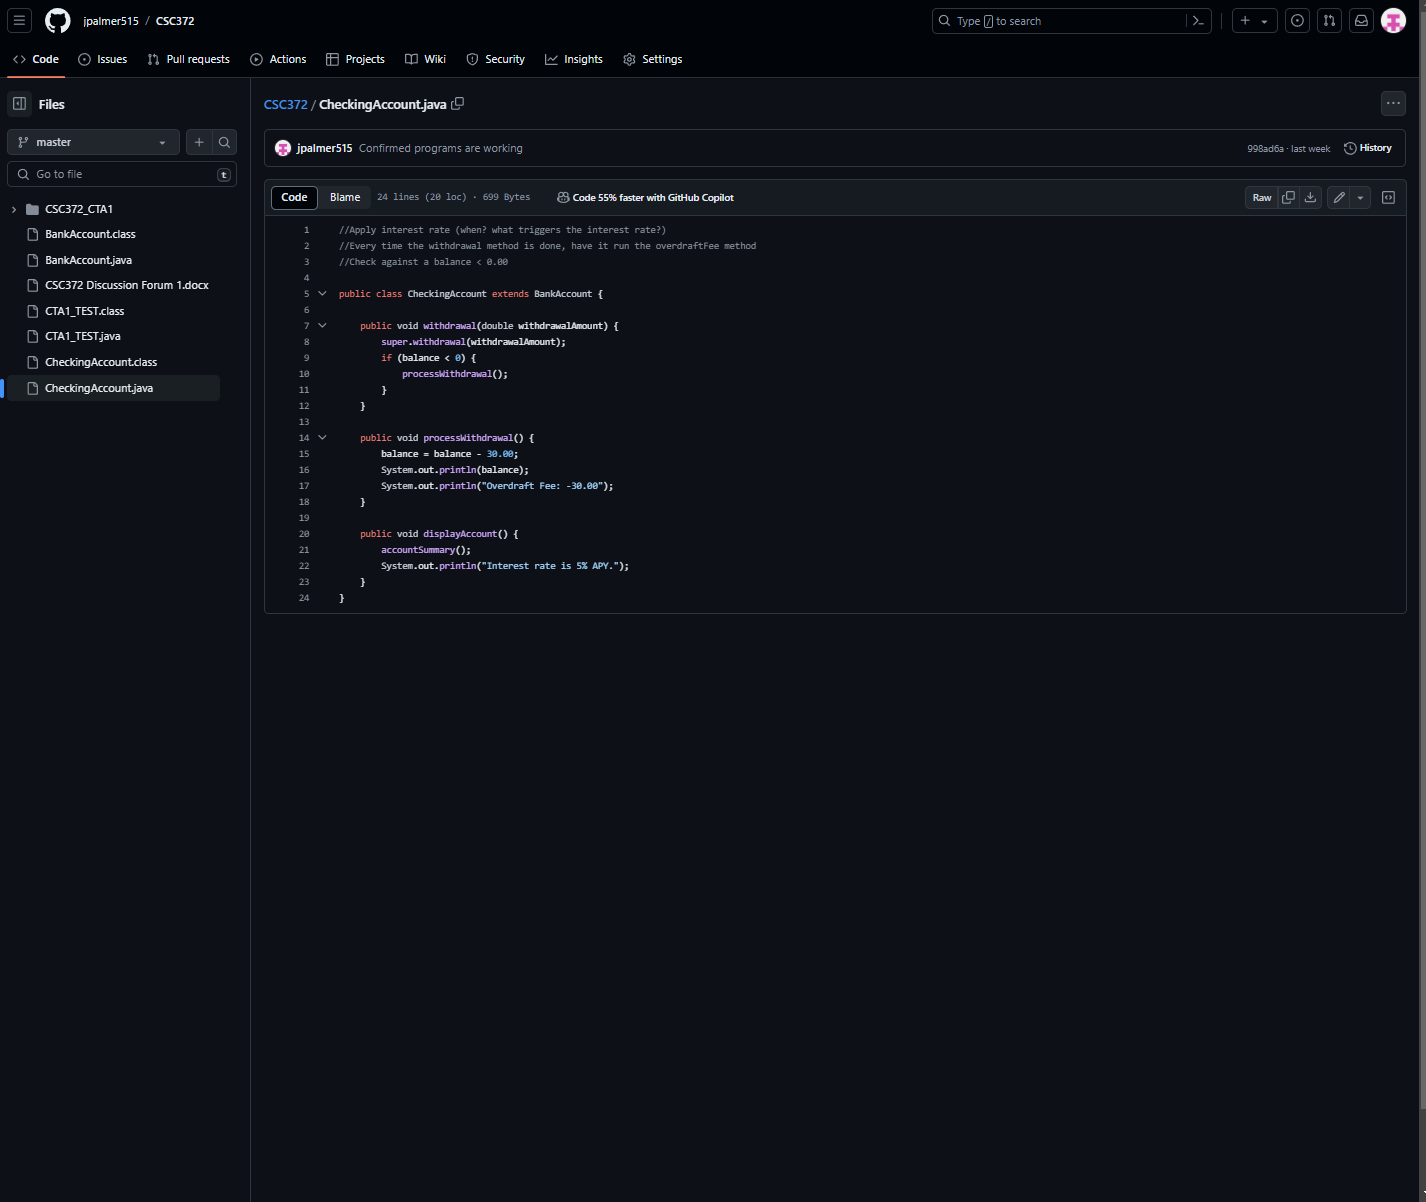 jpalmer515 / CSC372
Type / to search
Code Issues Pull requests Actions Projects Wiki Security Insights Settings
Files
master
Go to file t
CSC372_CTA1
BankAccount.class
BankAccount.java
CSC372 Discussion Forum 1.docx
CTA1_TEST.class
CTA1_TEST.java
CheckingAccount.class
CheckingAccount.java
CSC372 / CheckingAccount.java
jpalmer515 Confirmed programs are working 998ad6a · last week History
Code Blame 24 lines (20 loc) · 699 Bytes Code 55% faster with GitHub Copilot Raw
1 //Apply interest rate (when? what triggers the interest rate?)
2 //Every time the withdrawal method is done, have it run the overdraftFee method
3 //Check against a balance < 0.00
4
5 public class CheckingAccount extends BankAccount {
6
7     public void withdrawal(double withdrawalAmount) {
8         super.withdrawal(withdrawalAmount);
9         if (balance < 0) {
10             processWithdrawal();
11         }
12     }
13
14     public void processWithdrawal() {
15         balance = balance - 30.00;
16         System.out.println(balance);
17         System.out.println("Overdraft Fee: -30.00");
18     }
19
20     public void displayAccount() {
21         accountSummary();
22         System.out.println("Interest rate is 5% APY.");
23     }
24 }